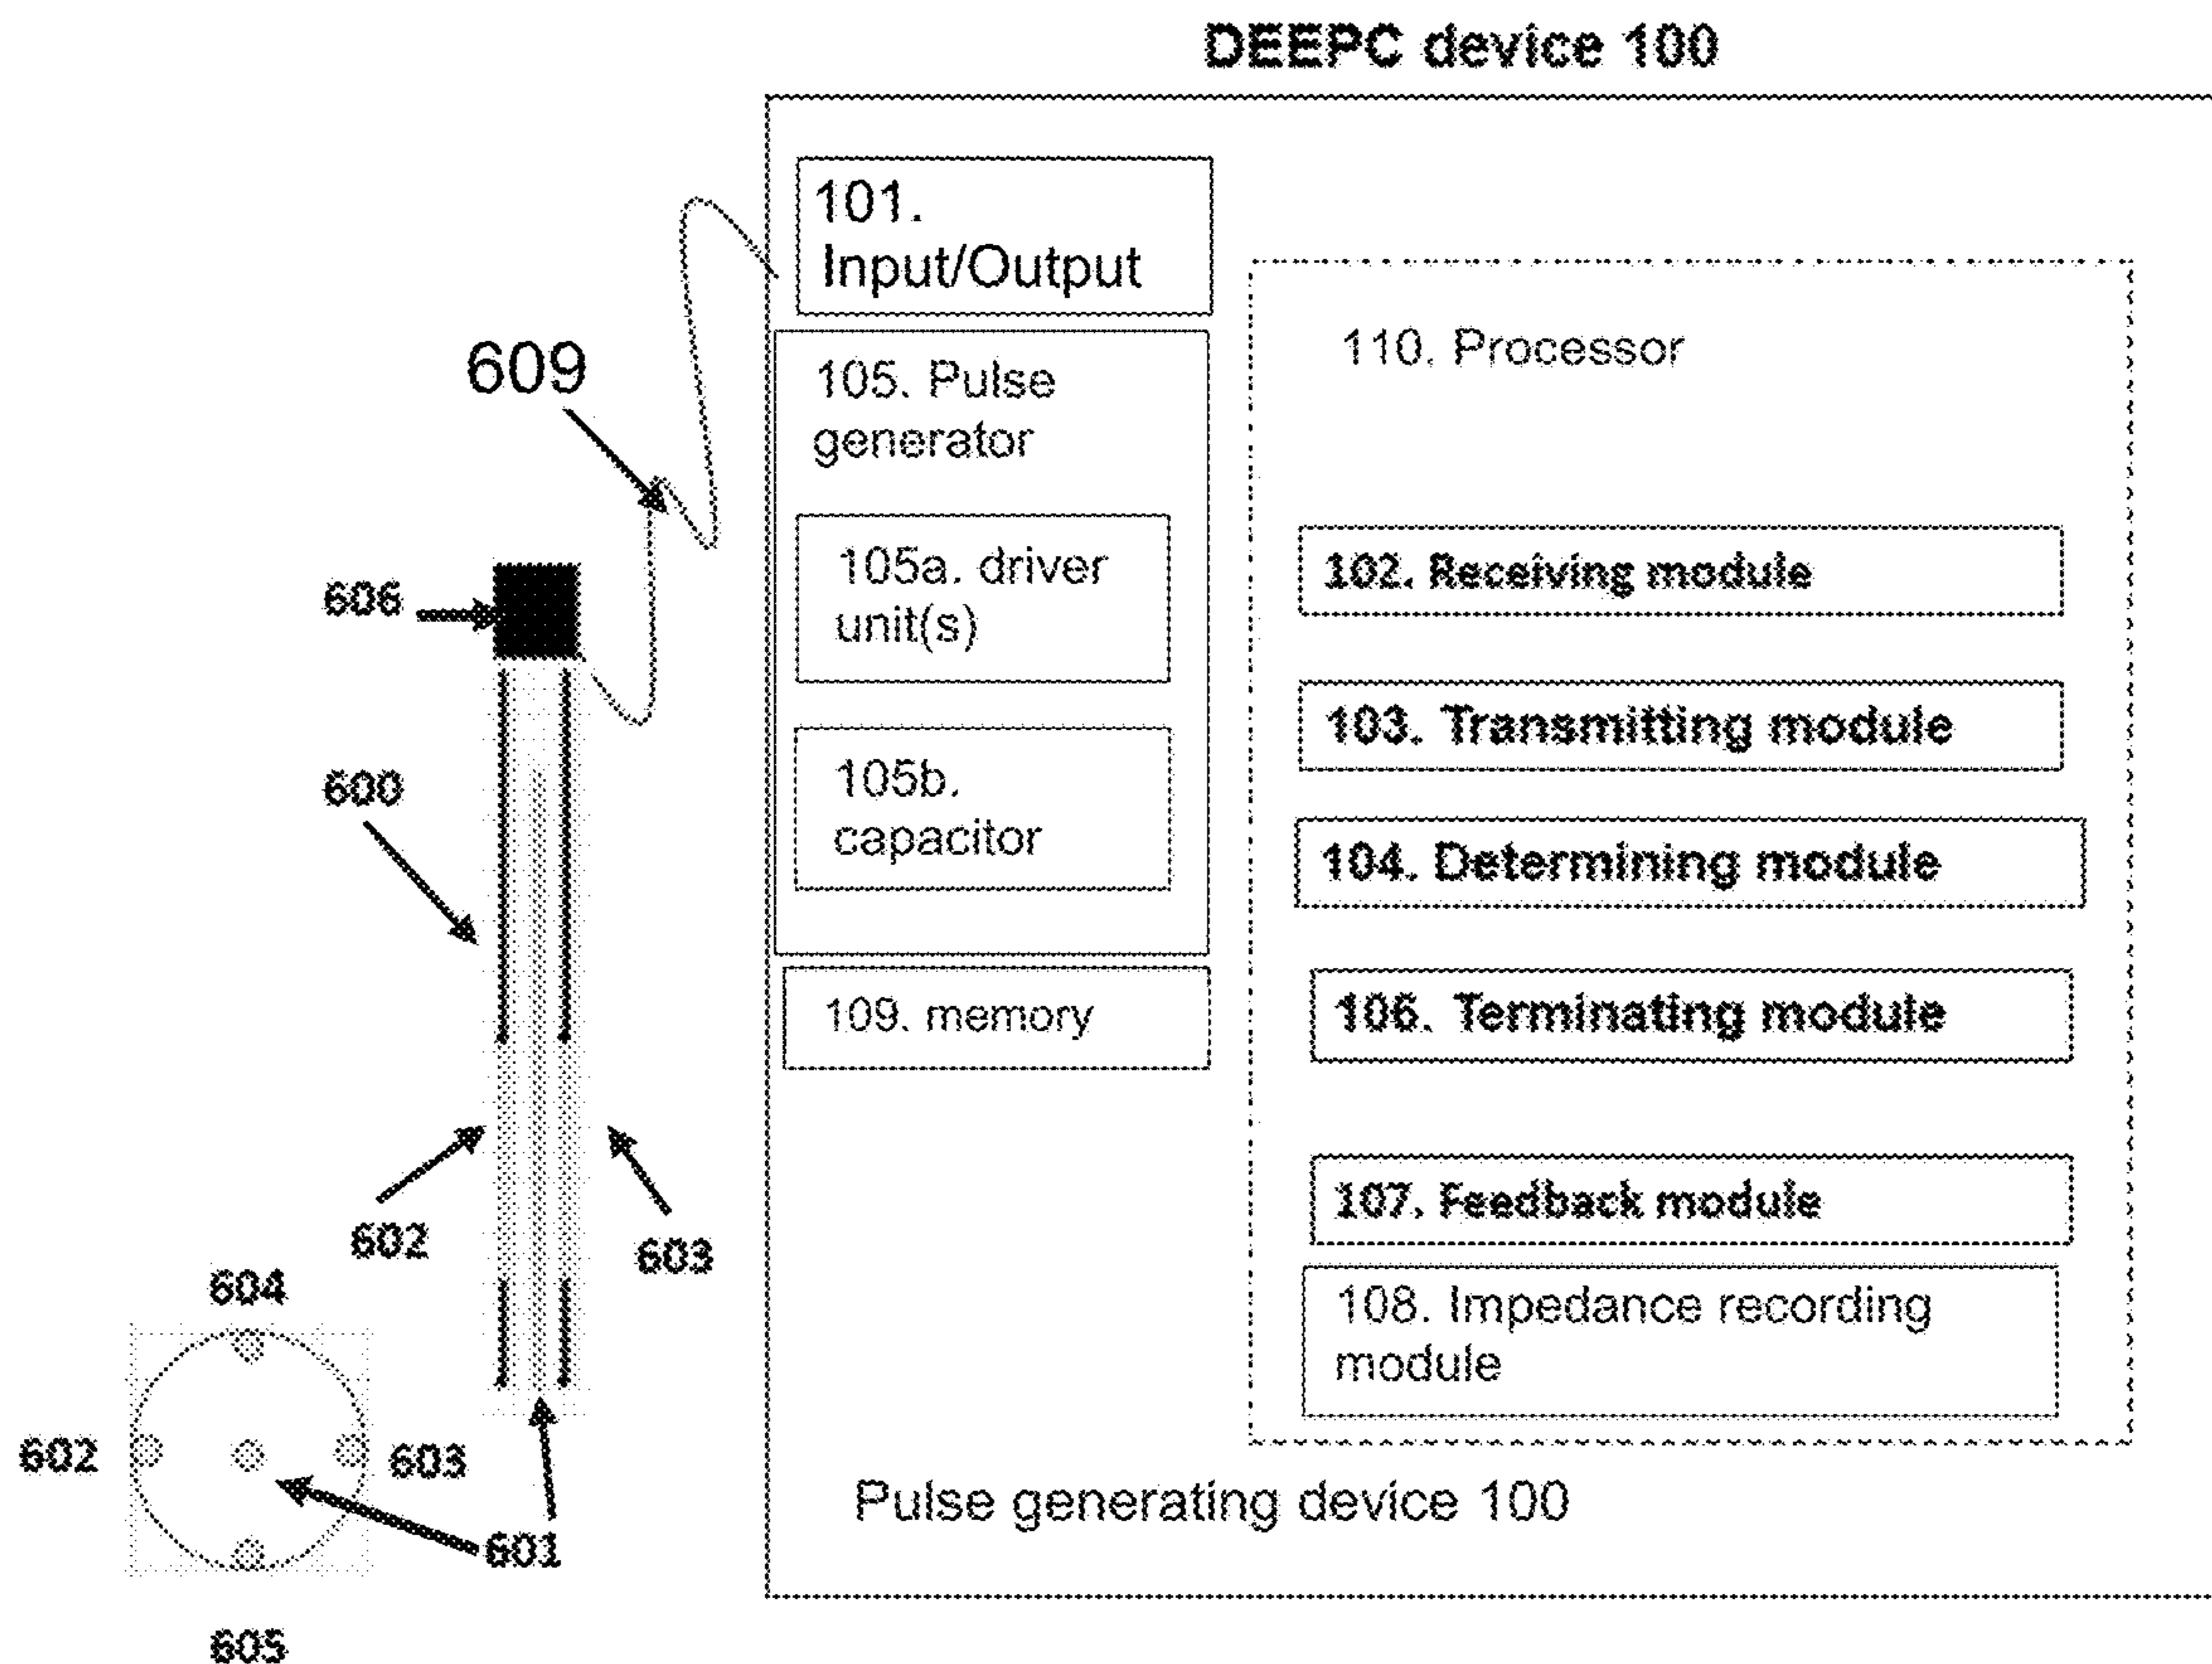 DEEPC device 100
101.
Input/Output
105. Pulse
generator
105a. driver
unit(s)
105b.
capacitor
109. memory
110. Processor
102. Receiving module
103. Transmitting module
104. Determining module
106. Terminating module
107. Feedback module
108. Impedance recording
module
Pulse generating device 100
609
606
600
602
603
604
602
603
601
605